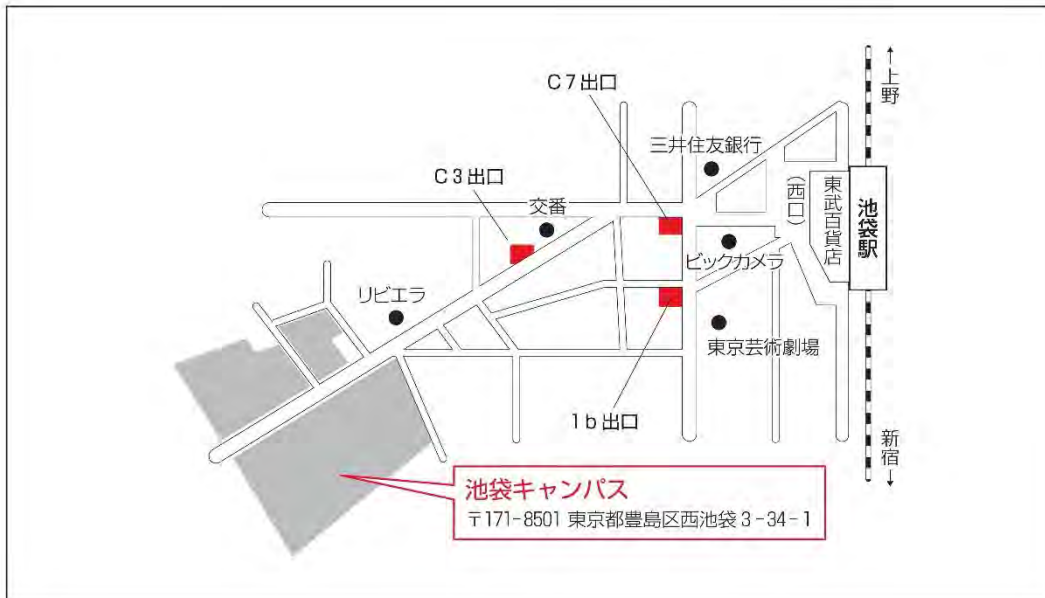 ↑上野
C7出口
三井住友銀行
C3出口
交番
(西口)
東武百貨店
池袋駅
ビックカメラ
リビエラ
東京芸術劇場
1b出口
新宿↓
池袋キャンパス
〒171-8501 東京都豊島区西池袋3-34-1